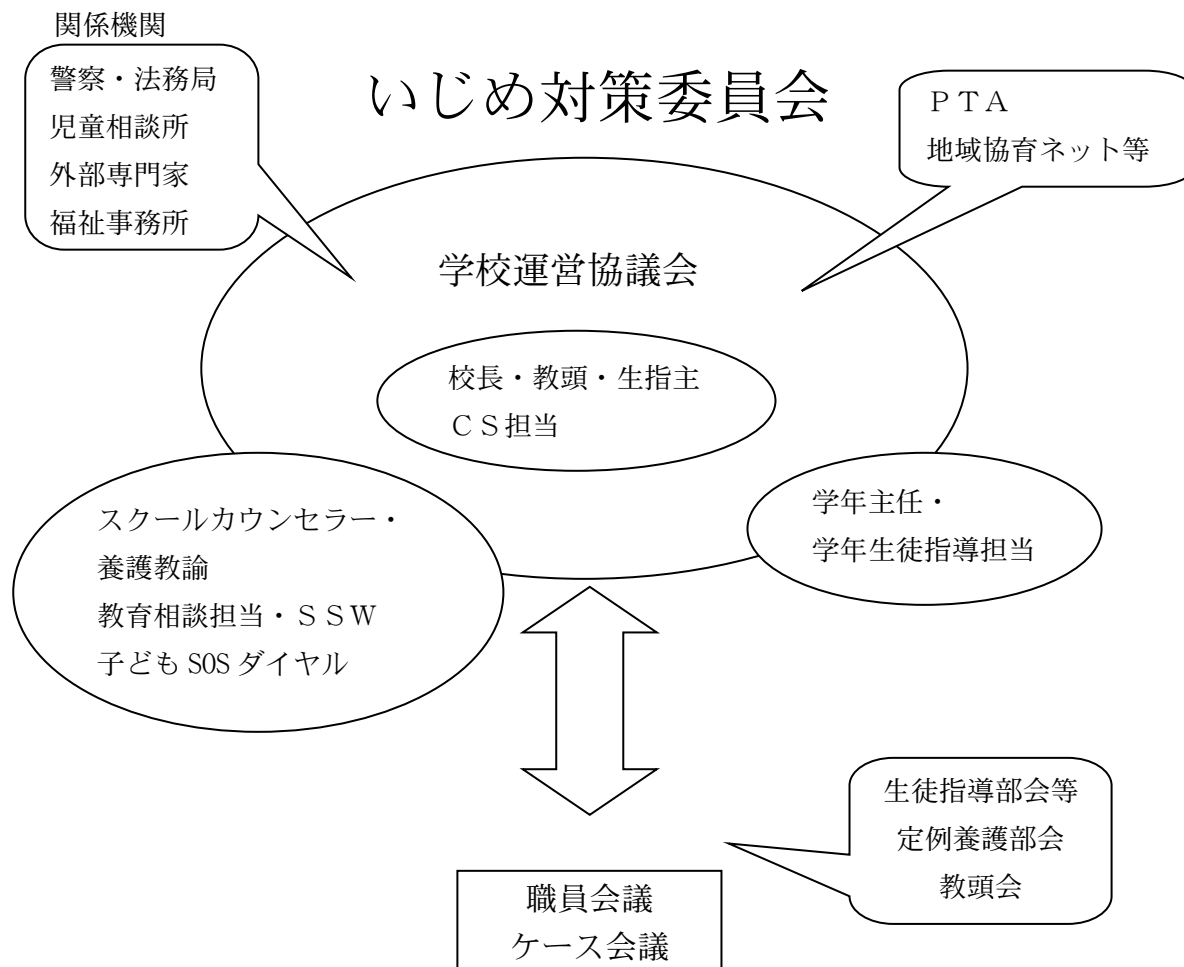 関係機関
警察・法務局
児童相談所
外部専門家
福祉事務所
いじめ対策委員会
ＰＴＡ
地域協育ネット等
学校運営協議会
校長・教頭・生指主
ＣＳ担当
スクールカウンセラー・
養護教諭
教育相談担当・ＳＳＷ
子ども SOS ダイヤル
学年主任・
学年生徒指導担当
生徒指導部会等
定例養護部会
教頭会
職員会議
ケース会議